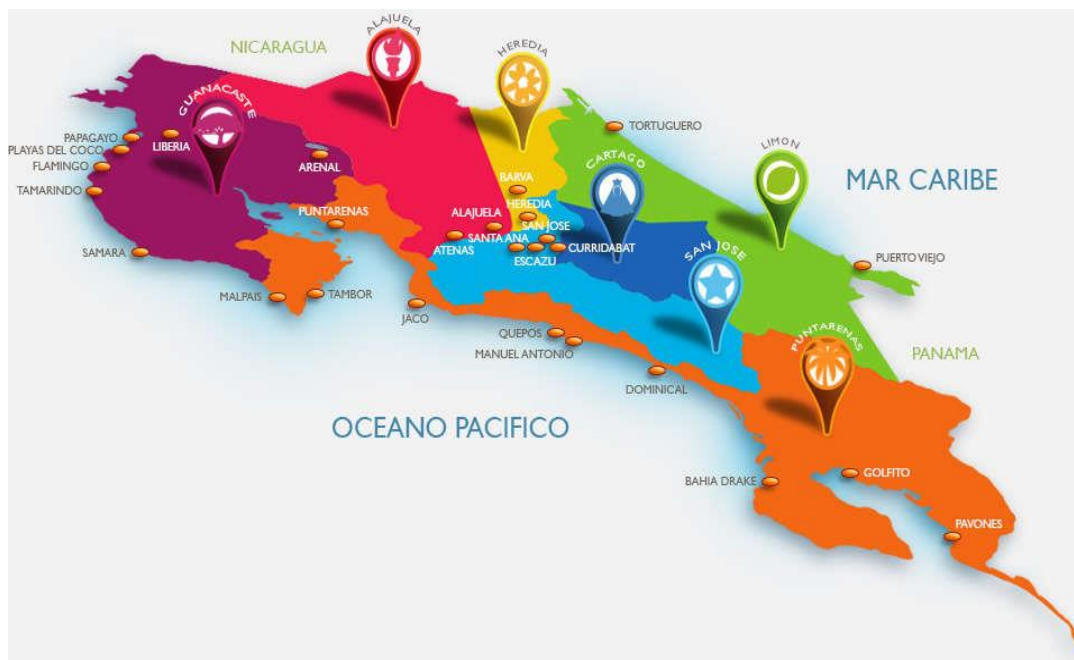 ALAJUELA
NICARAGUA
HEREDIA
GUANACASTE
PAPAGAYO
LIBERIA
TORTUGUERO
PLAYAS DEL COCO
CARTAGO
LIMON
FLAMINGO
ARENAL
MAR CARIBE
TAMARINDO
BARVA
HEREDIA
PUNTARENAS
ALAJUELA
SAN JOSE
ATENAS
SANTA ANA
CURRIDABAT
SAN JOSE
SAMARA
ESCAZU
PUERTO VIEJO
MALPAIS
TAMBOR
JACO
QUEPOS
PUNTARENAS
MANUEL ANTONIO
PANAMA
DOMINICAL
OCEANO PACIFICO
BAHIA DRAKE
GOLFITO
PAVONES